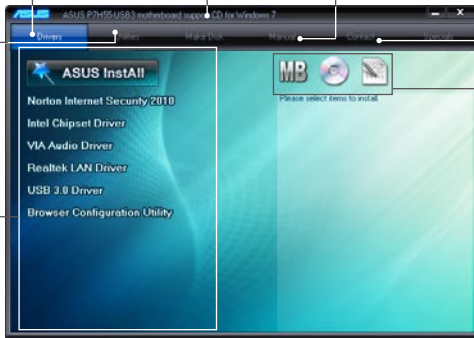 ASUS ASUS P7H55-USB3 motherboard support CD for Windows 7
Drivers Utilities Make Disk Manual Contact Specials
ASUS InstAll
MB
Norton Internet Security 2010
Please select items to install.
Intel Chipset Driver
VIA Audio Driver
Realtek LAN Driver
USB 3.0 Driver
Browser Configuration Utility